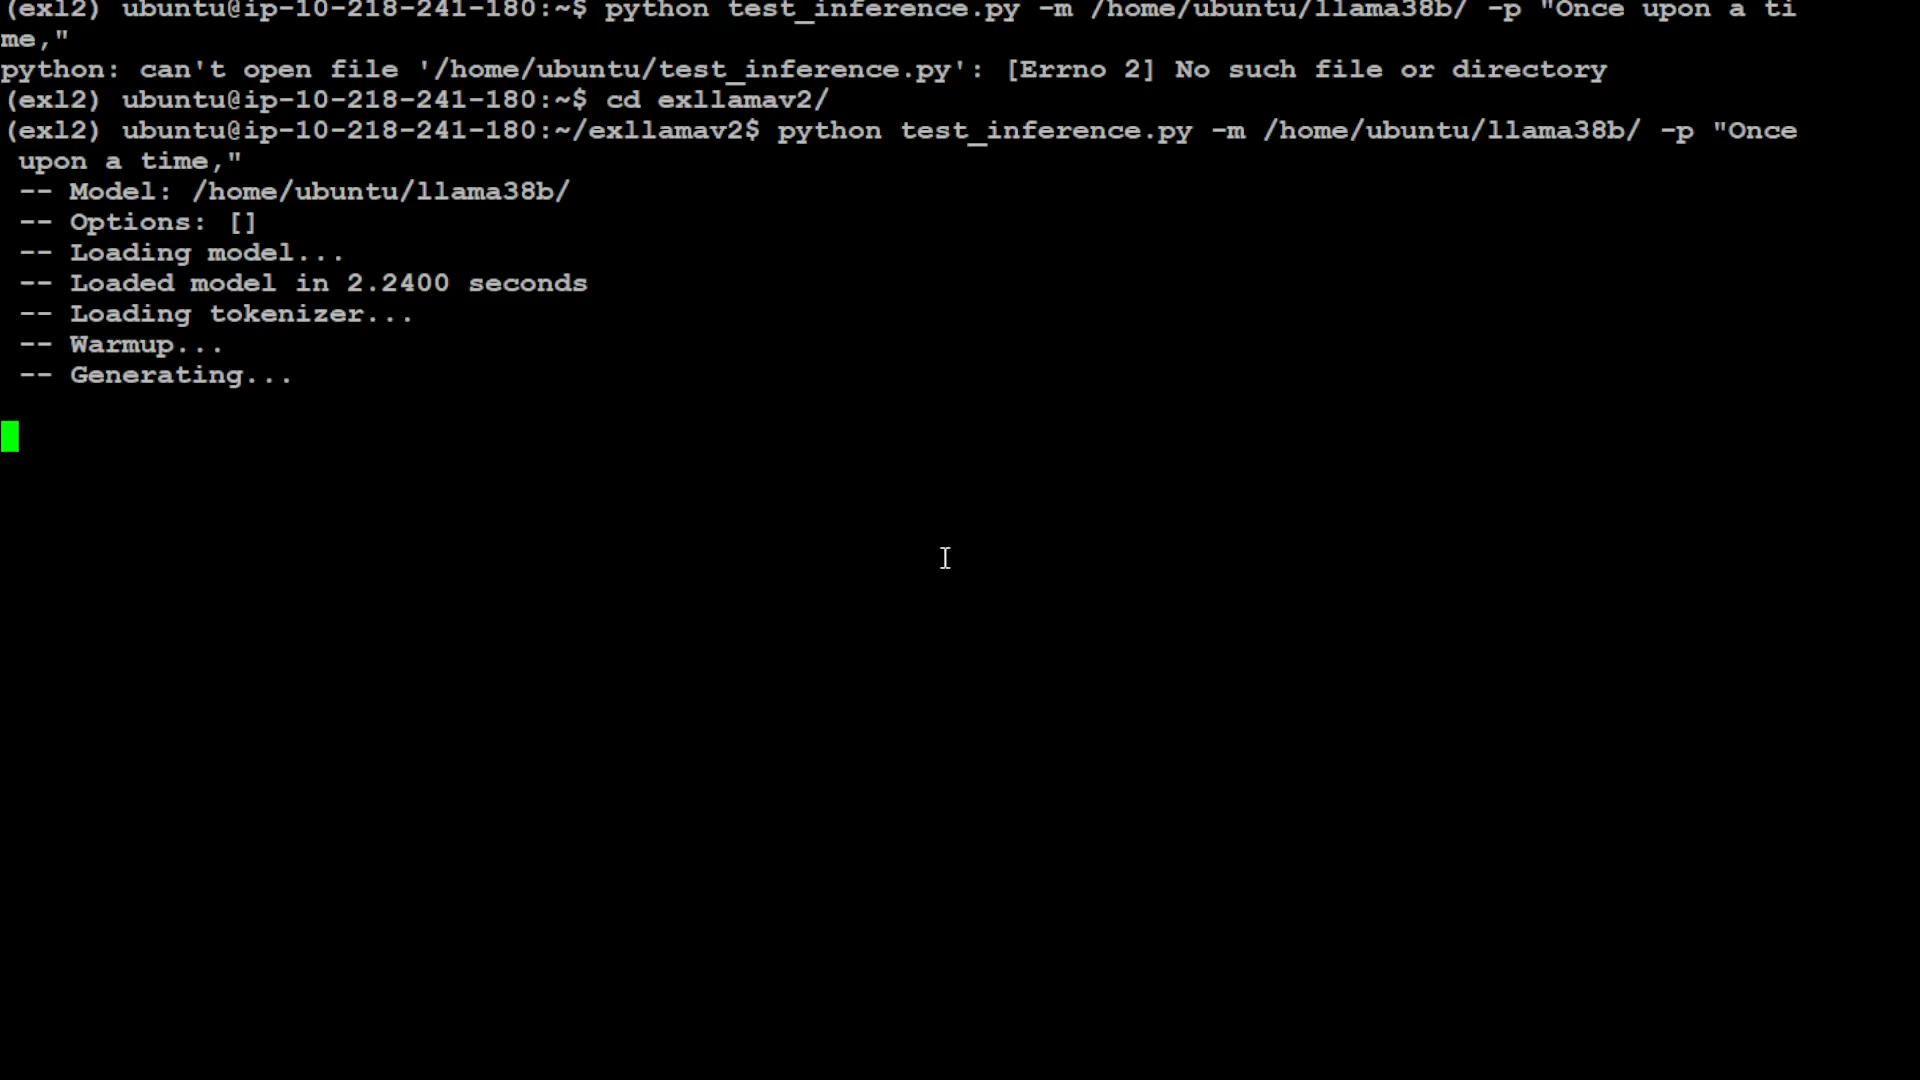 (exl2) ubuntu@ip-10-218-241-180:~$ python test_inference.py -m /home/ubuntu/llama38b/ -p "Once upon a ti
me,"
python: can't open file '/home/ubuntu/test_inference.py': [Errno 2] No such file or directory
(exl2) ubuntu@ip-10-218-241-180:~$ cd exllamav2/
(exl2) ubuntu@ip-10-218-241-180:~/exllamav2$ python test_inference.py -m /home/ubuntu/llama38b/ -p "Once
 upon a time,"
 -- Model: /home/ubuntu/llama38b/
 -- Options: []
 -- Loading model...
 -- Loaded model in 2.2400 seconds
 -- Loading tokenizer...
 -- Warmup...
 -- Generating...